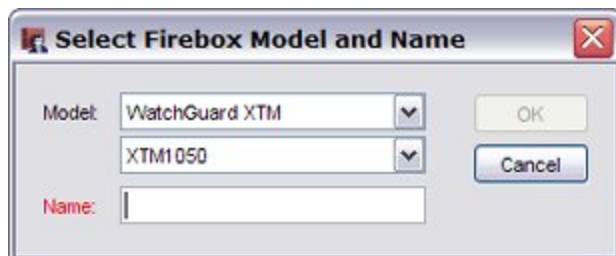 Select Firebox Model and Name
Model: WatchGuard XTM
OK
XTM1050
Cancel
Name: